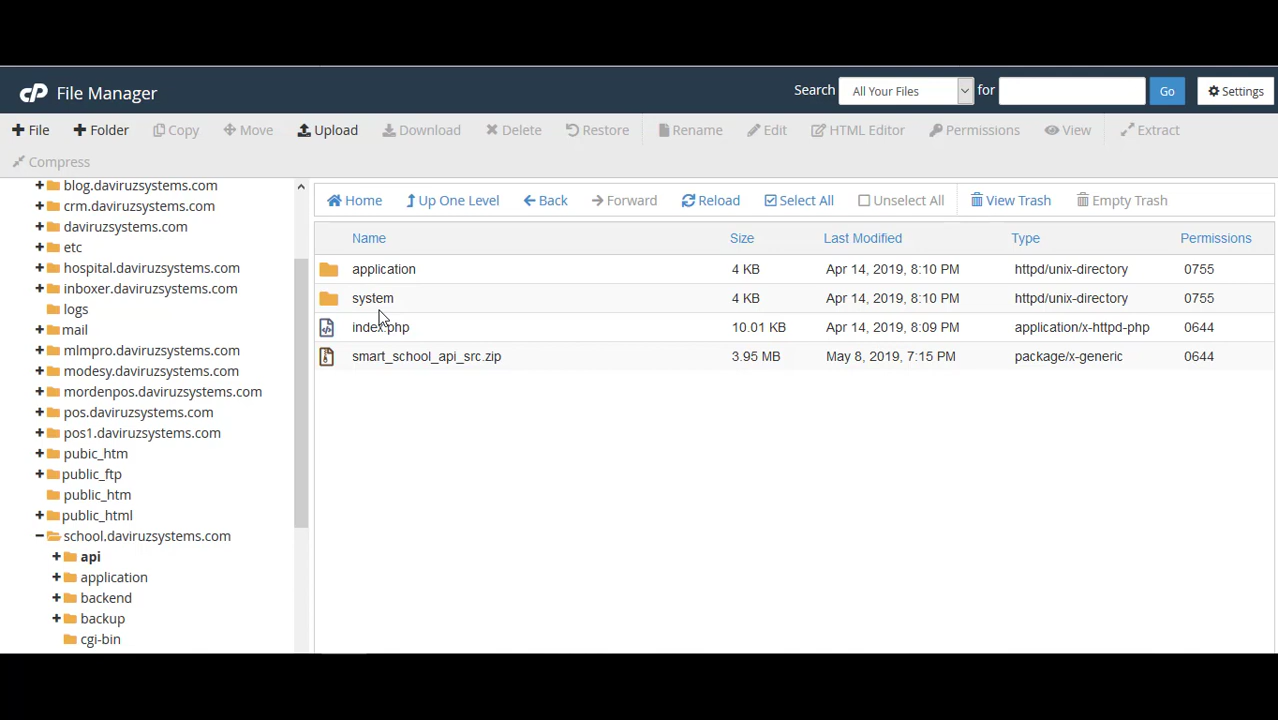 cP File Manager Search All Your Files for Go Settings
File Folder Copy Move Upload Download Delete Restore Rename Edit HTML Editor Permissions View Extract
Compress
blog.daviruzsystems.com
crm.daviruzsystems.com
daviruzsystems.com
etc
hospital.daviruzsystems.com
inboxer.daviruzsystems.com
logs
mail
mlmpro.daviruzsystems.com
modesy.daviruzsystems.com
mordenpos.daviruzsystems.com
pos.daviruzsystems.com
pos1.daviruzsystems.com
pubic_htm
public_ftp
public_htm
public_html
school.daviruzsystems.com
api
application
backend
backup
cgi-bin
Home Up One Level Back Forward Reload Select All Unselect All View Trash Empty Trash
Name Size Last Modified Type Permissions
application 4 KB Apr 14, 2019, 8:10 PM httpd/unix-directory 0755
system 4 KB Apr 14, 2019, 8:10 PM httpd/unix-directory 0755
index.php 10.01 KB Apr 14, 2019, 8:09 PM application/x-httpd-php 0644
smart_school_api_src.zip 3.95 MB May 8, 2019, 7:15 PM package/x-generic 0644